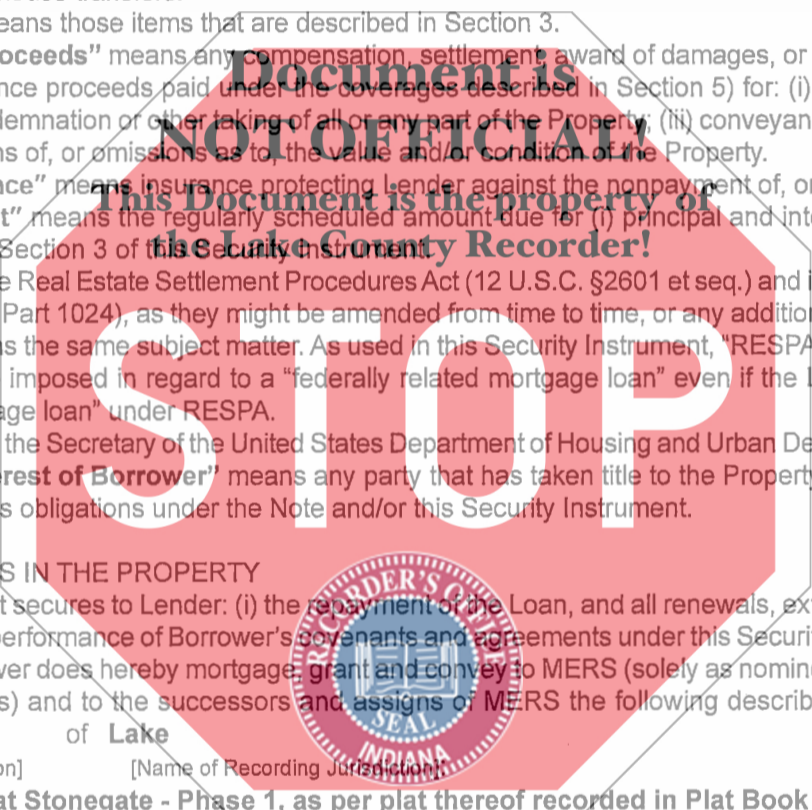 eans those items that are described in Section 3.
oceeds” means any compensation, settlement, award of damages, or
Document is
nce proceeds paid under the coverages described in Section 5) for: (i)
demnation or other taking of all or any part of the Property; (iii) conveyan
NOT OFFICIAL!
ns of, or omissions as to, the value and/or condition of the Property.
nce” means insurance protecting Lender against the nonpayment of, o
This Document is the property of
t” means the regularly scheduled amount due for (i) principal and int
the Lake County Recorder!
Section 3 of this Security Instrument.
e Real Estate Settlement Procedures Act (12 U.S.C. §2601 et seq.) and i
Part 1024), as they might be amended from time to time, or any addition
s the same subject matter. As used in this Security Instrument, “RESPA
imposed in regard to a “federally related mortgage loan” even if the l
age loan” under RESPA.
STOP
the Secretary of the United States Department of Housing and Urban De
erest of Borrower” means any party that has taken title to the Property
s obligations under the Note and/or this Security Instrument.
S IN THE PROPERTY
t secures to Lender: (i) the repayment of the Loan, and all renewals, ex
performance of Borrower's covenants and agreements under this Securi
wer does hereby mortgage, grant and convey to MERS (solely as nomin
s) and to the successors and assigns of MERS the following describ
RECORDER'S OFFICE
SEAL
INDIANA
of Lake
on] [Name of Recording Jurisdiction]:
at Stonegate - Phase 1, as per plat thereof recorded in Plat Book